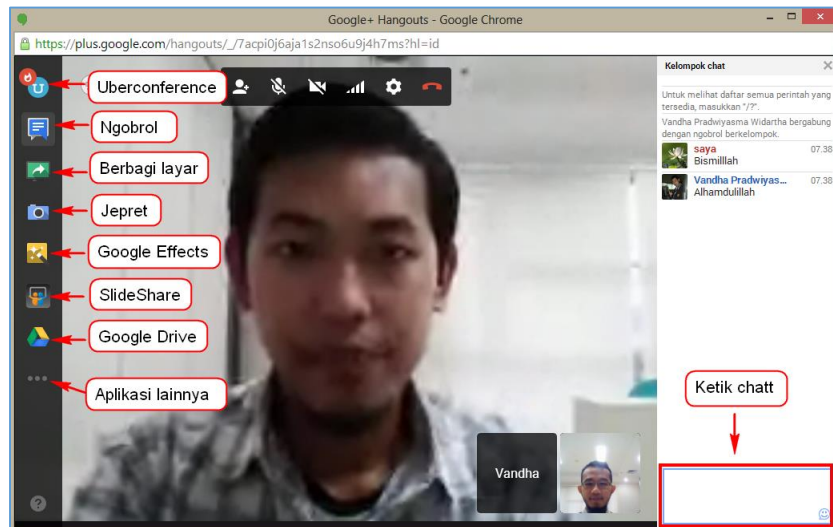 Google+ Hangouts - Google Chrome
https://plus.google.com/hangouts/_/7acpi0j6aja1s2nso6u9j4h7ms?hl=id
Uberconference
Ngobrol
Berbagi layar
Jepret
Google Effects
SlideShare
Google Drive
Aplikasi lainnya
Vandha
Kelompok chat
Untuk melihat daftar semua perintah yang
tersedia, masukkan "/?".
Vandha Pradwiyasma Widartha bergabung
dengan ngobrol berkelompok.
saya 07.38
Bismilllah
Vandha Pradwiyas... 07.38
Alhamdulillah
Ketik chatt